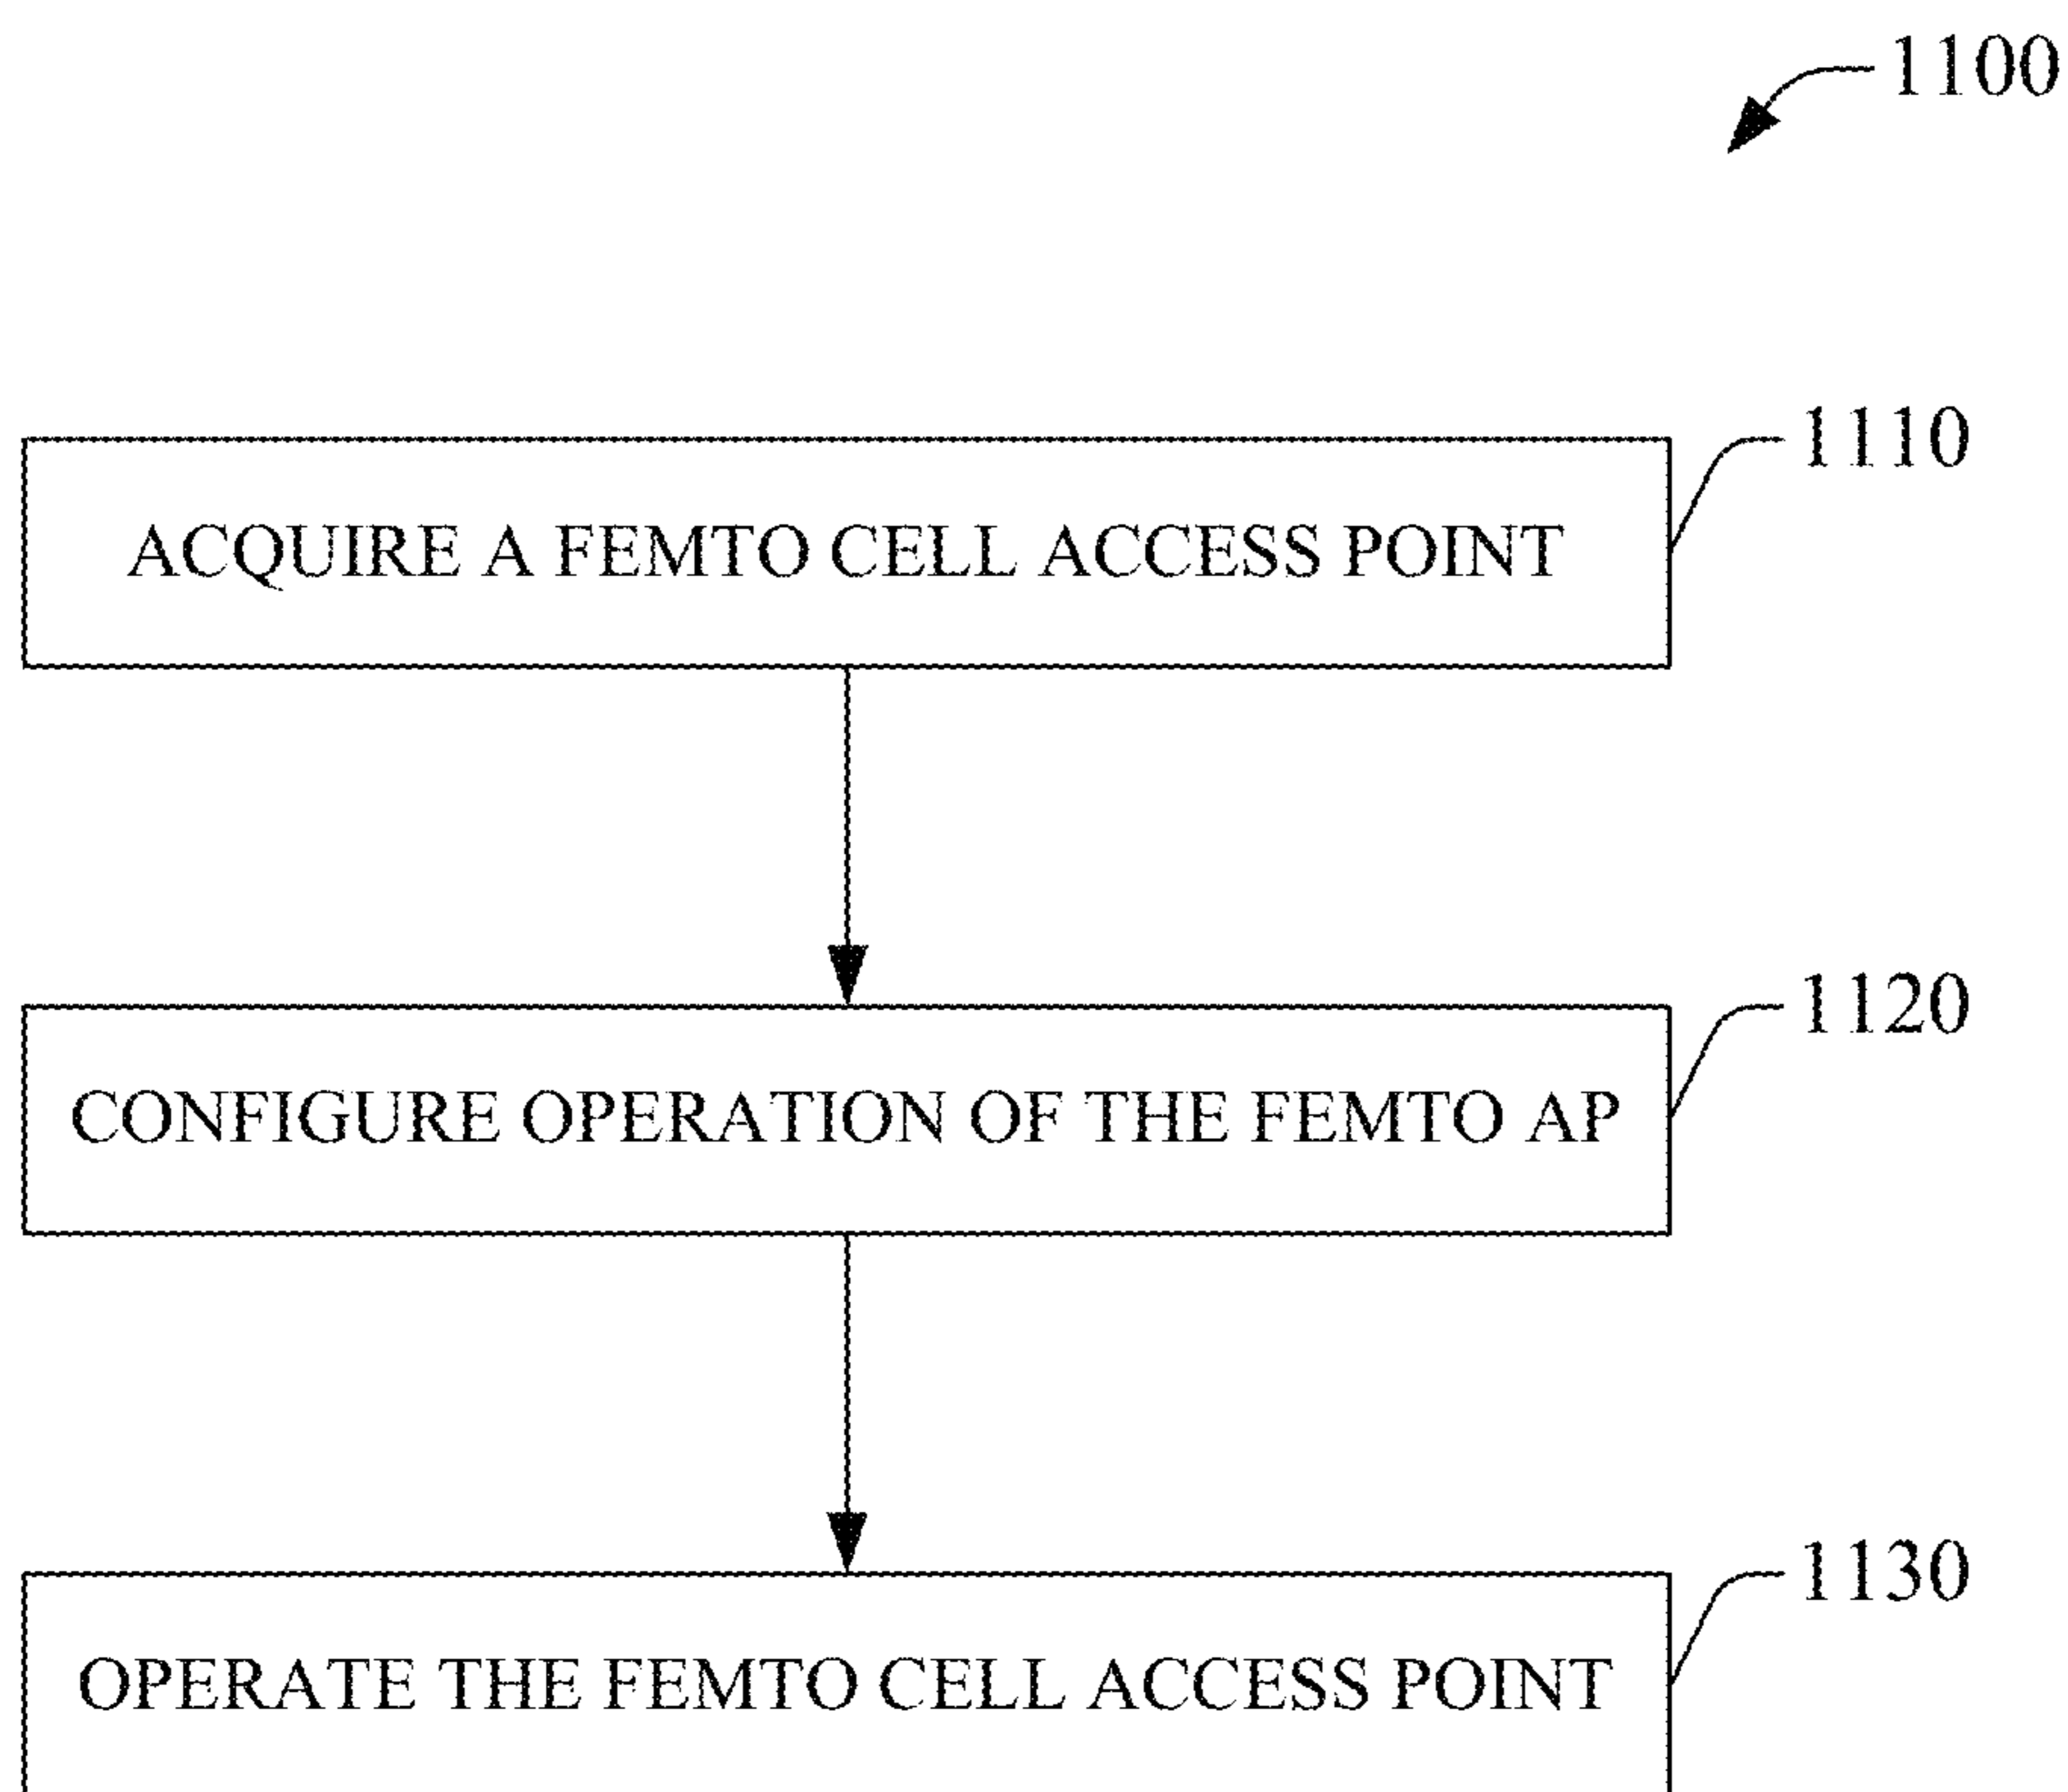 1100
1110
ACQUIRE A FEMTO CELL ACCESS POINT
1120
CONFIGURE OPERATION OF THE FEMTO AP
1130
OPERATE THE FEMTO CELL ACCESS POINT